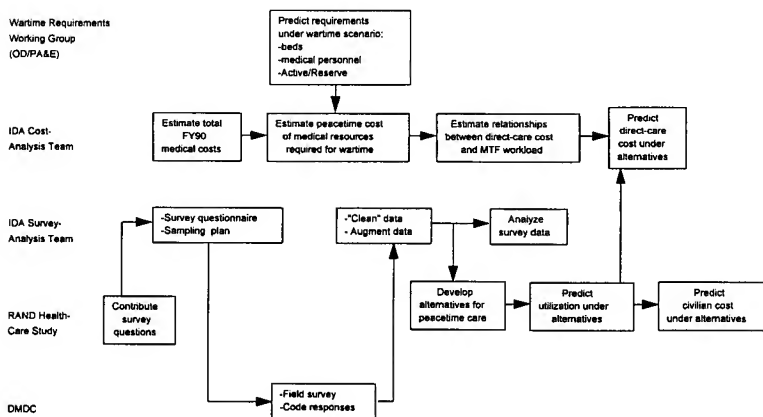 Wartime Requirements
Working Group
(OD/PA&E)
Predict requirements
under wartime scenario:
-beds
-medical personnel
-Active/Reserve
IDA Cost-
Analysis Team
Estimate total
FY90
medical costs
Estimate peacetime cost
of medical resources
required for wartime
Estimate relationships
between direct-care cost
and MTF workload
Predict
direct-care
cost under
alternatives
IDA Survey-
Analysis Team
-Survey questionnaire
-Sampling plan
-"Clean" data
- Augment data
Analyze
survey data
RAND Health-
Care Study
Contribute
survey
questions
Develop
alternatives for
peacetime care
Predict
utilization under
alternatives
Predict
civilian cost
under alternatives
DMDC
-Field survey
- Code responses